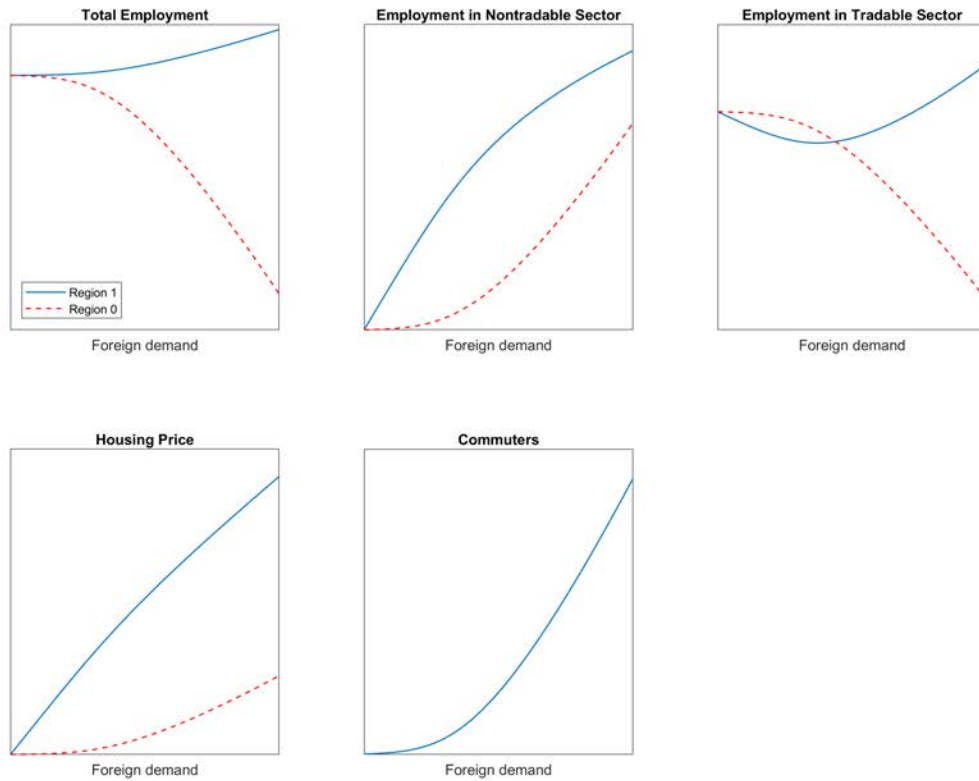 Total Employment
Employment in Nontradable Sector
Employment in Tradable Sector
Region 1
Region 0
Foreign demand
Foreign demand
Foreign demand
Housing Price
Commuters
Foreign demand
Foreign demand